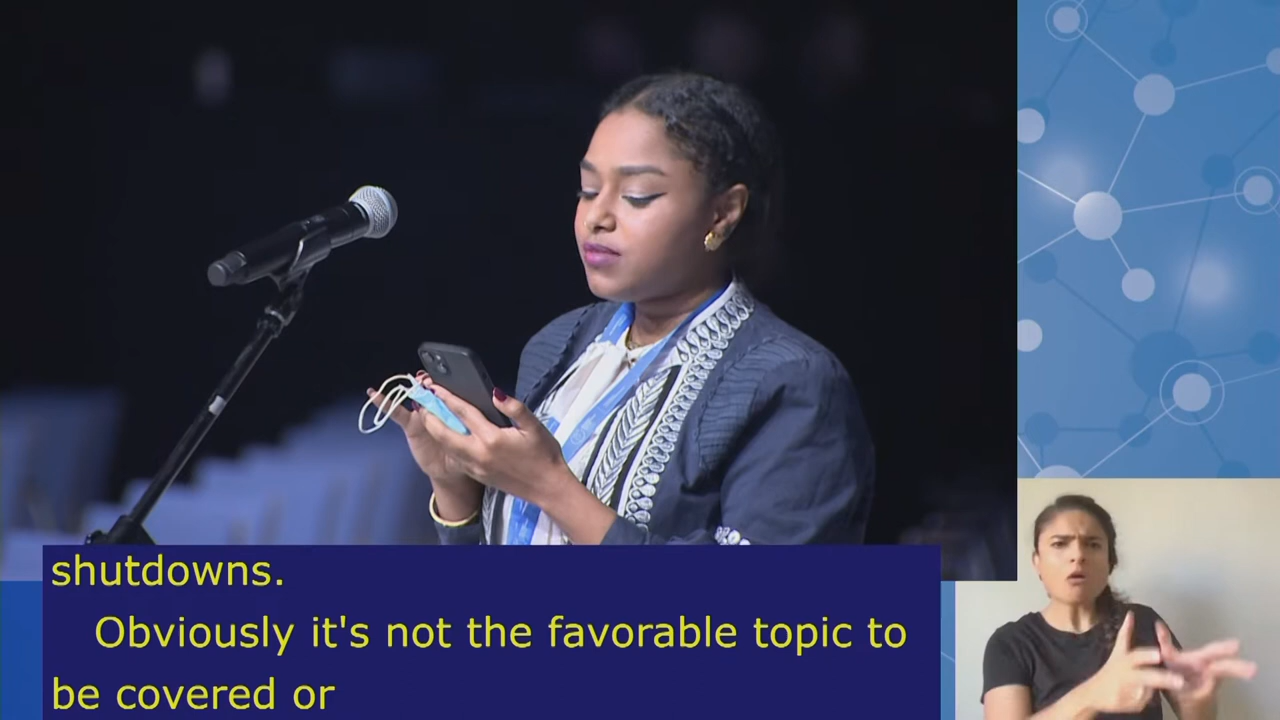 shutdowns.
Obviously it's not the favorable topic to
be covered or